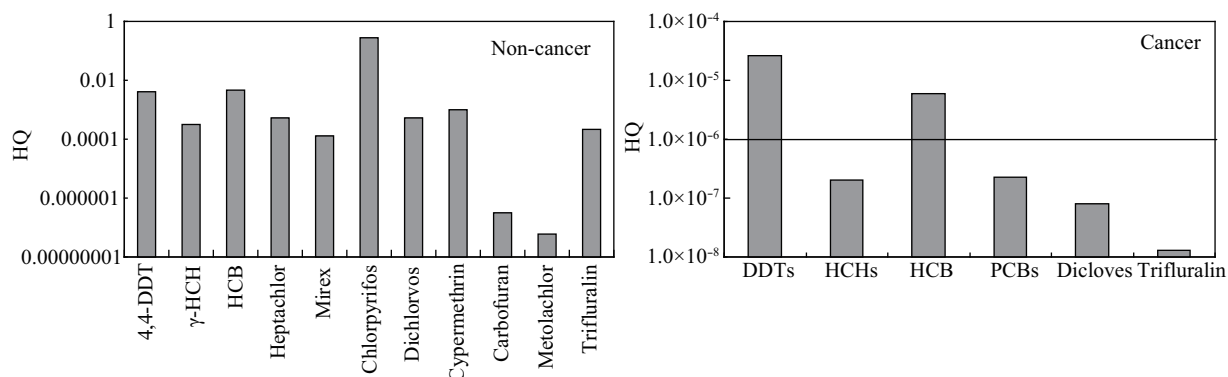 1
0.01
0.0001
0.000001
0.00000001
HQ
Non-cancer
4,4-DDT
γ-HCH
HCB
Heptachlor
Mirex
Chlorpyrifos
Dichlorvos
Cypermethrin
Carbofuran
Metolachlor
Trifluralin
1.0×10⁻⁴
1.0×10⁻⁵
1.0×10⁻⁶
1.0×10⁻⁷
1.0×10⁻⁸
HQ
Cancer
DDTs HCHs HCB PCBs Dicloves Trifluralin